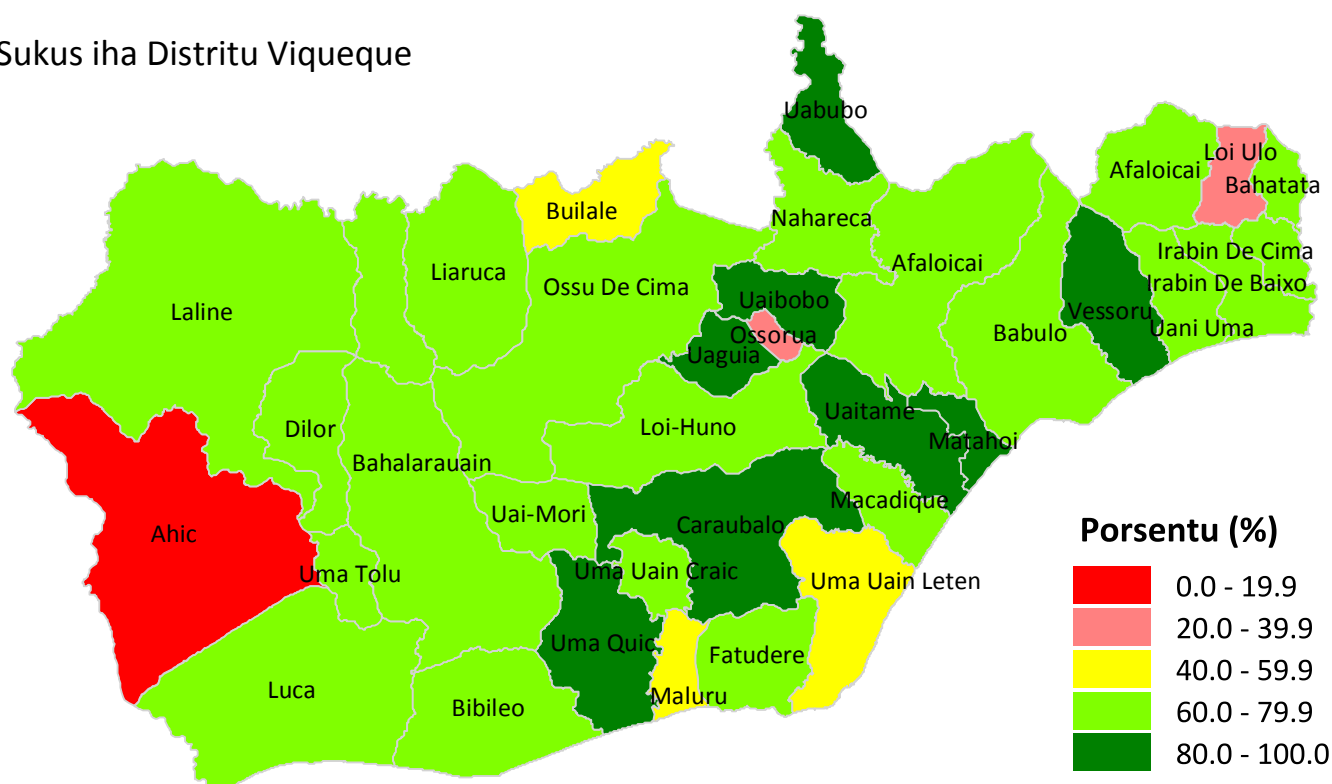 Sukus iha Distritu Viqueque
Uabubo
Loi Ulo
Afaloicai
Bahatata
Builale
Nahareca
Irabin De Cima
Afaloicai
Liaruca
Irabin De Baixo
Ossu De Cima
Uaibobo
Laline
Vessoru
Uani Uma
Babulo
Ossorua
Uaguia
Uaitame
Loi-Huno
Dilor
Matahoi
Bahalarauain
Macadique
Uai-Mori
Caraubalo
Ahic
Uma Tolu
Uma Uain Craic
Uma Uain Leten
Uma Quic
Fatudere
Luca
Maluru
Bibileo
Porsentu (%)
0.0 - 19.9
20.0 - 39.9
40.0 - 59.9
60.0 - 79.9
80.0 - 100.0